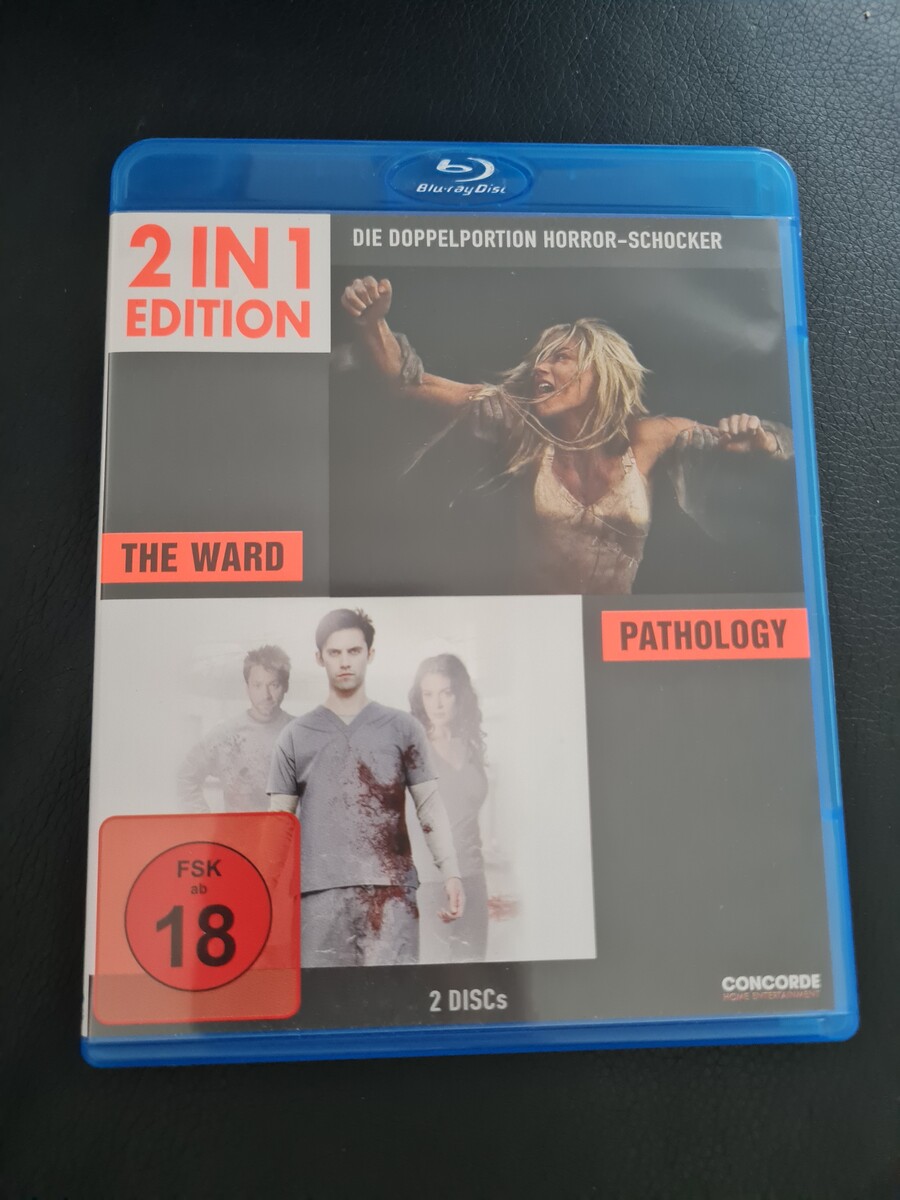 Blu-ray Disc
2 IN 1
EDITION
DIE DOPPELPORTION HORROR-SCHOCKER
THE WARD
PATHOLOGY
FSK
ab
18
2 DISCs
CONCORDE
HOME ENTERTAINMENT